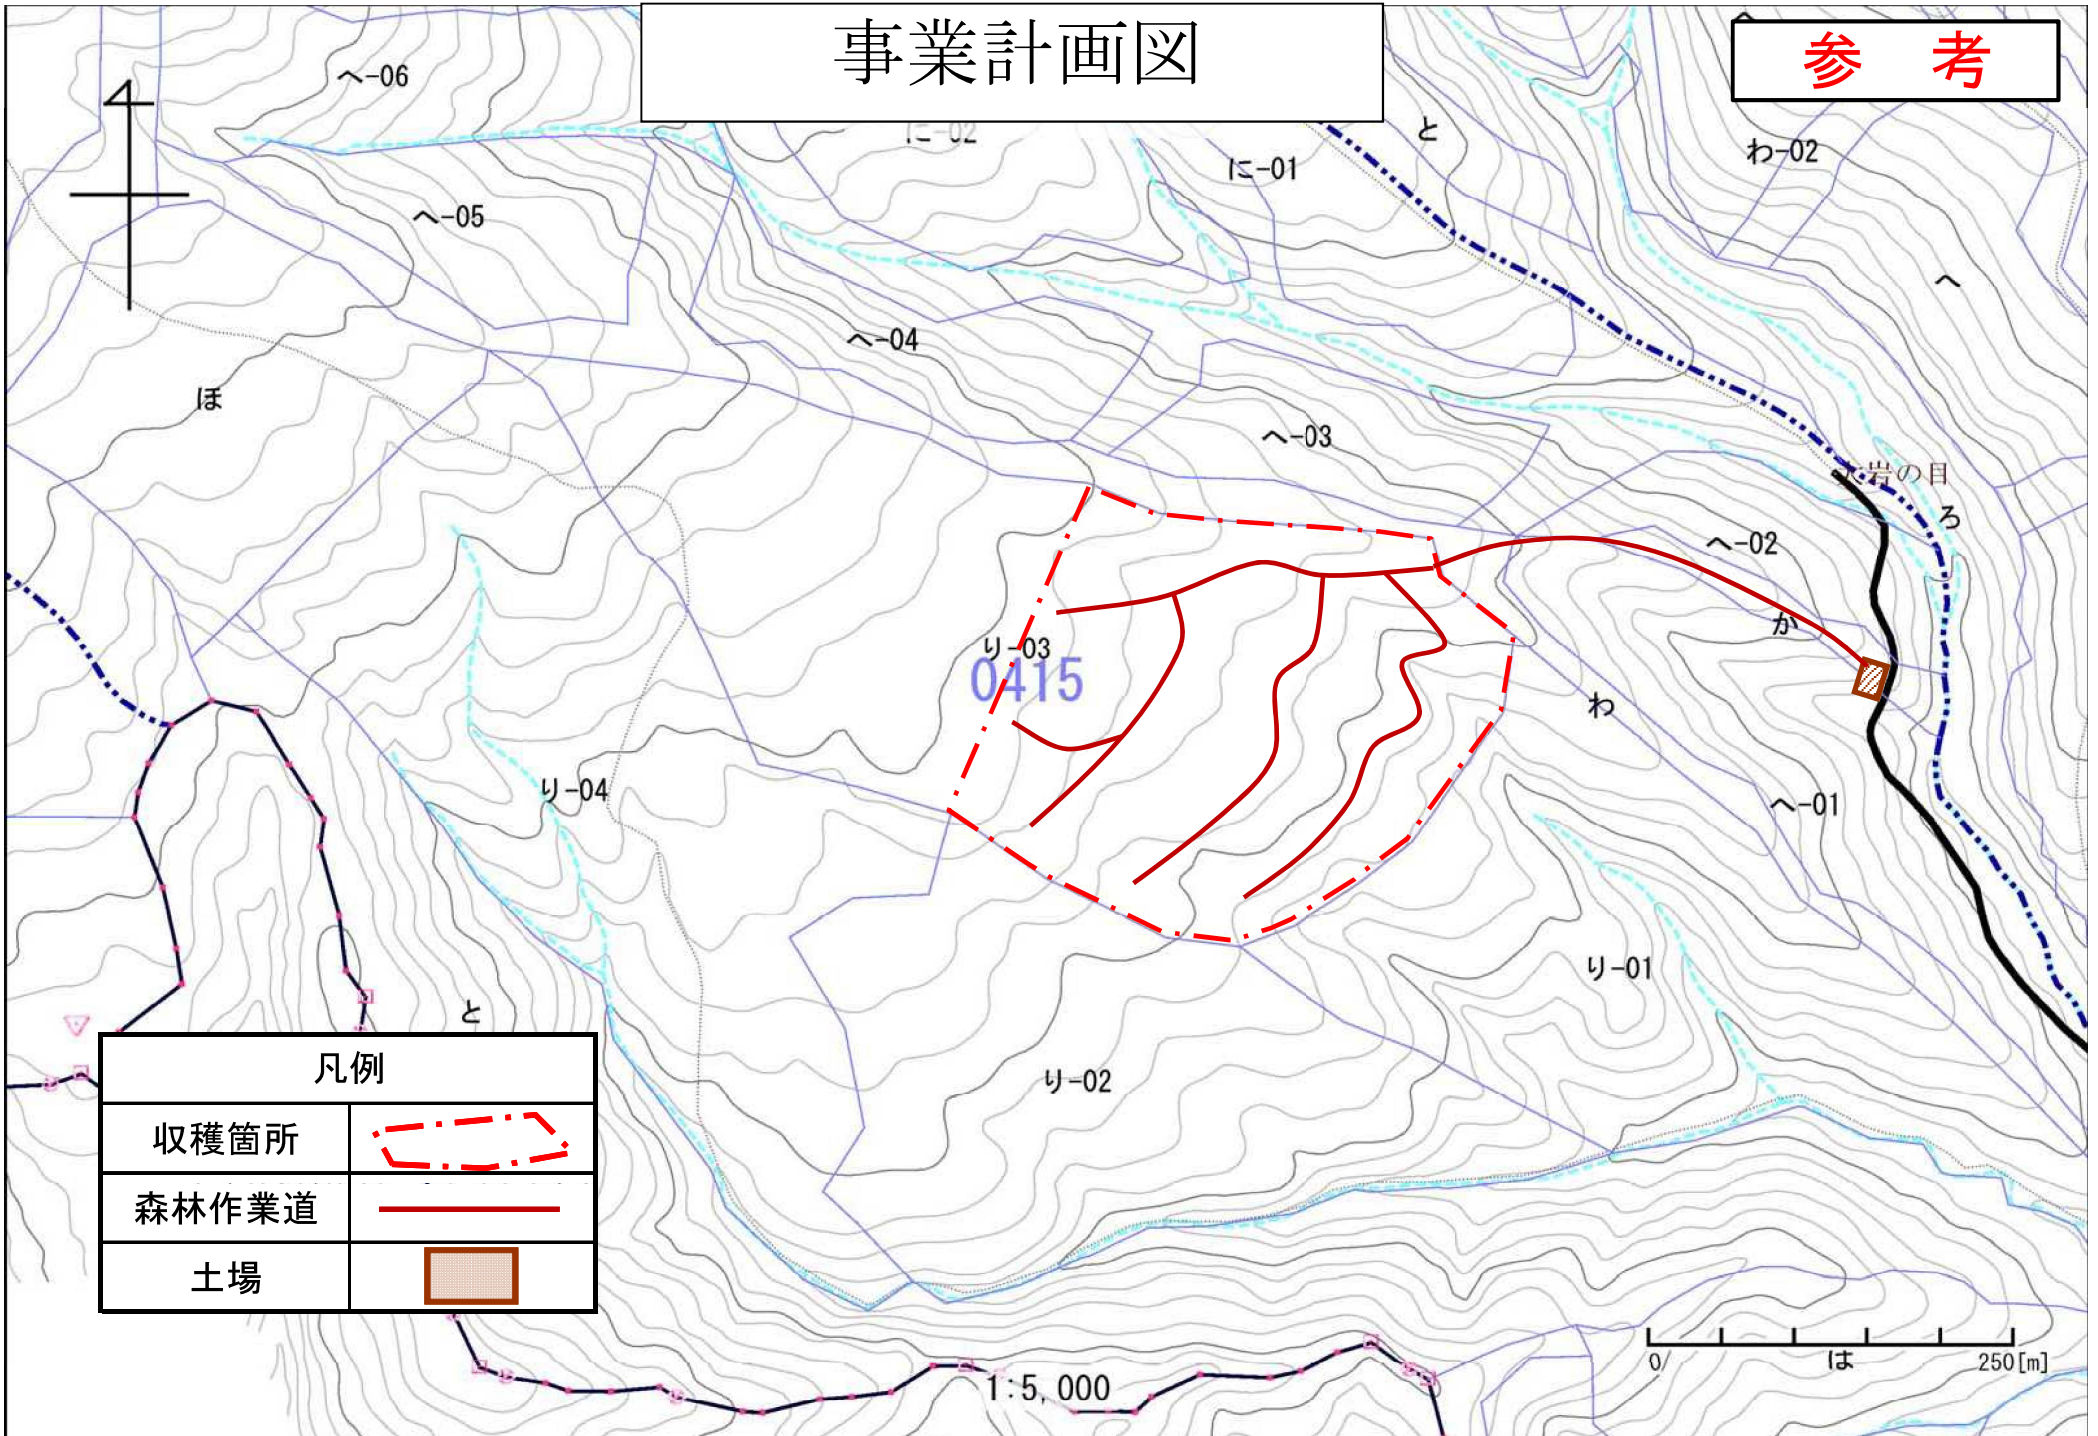 事業計画図
参 考
へ
へ-06
に-02
に-01
と
わ-02
へ-05
へ
へ-04
ほ
へ-03
岩の目
ろ
へ-02
か
り-03
0415
わ
り-04
へ-01
り-01
と
り-02
凡例
収穫箇所
森林作業道
土場
0
は
250[m]
1:5,000